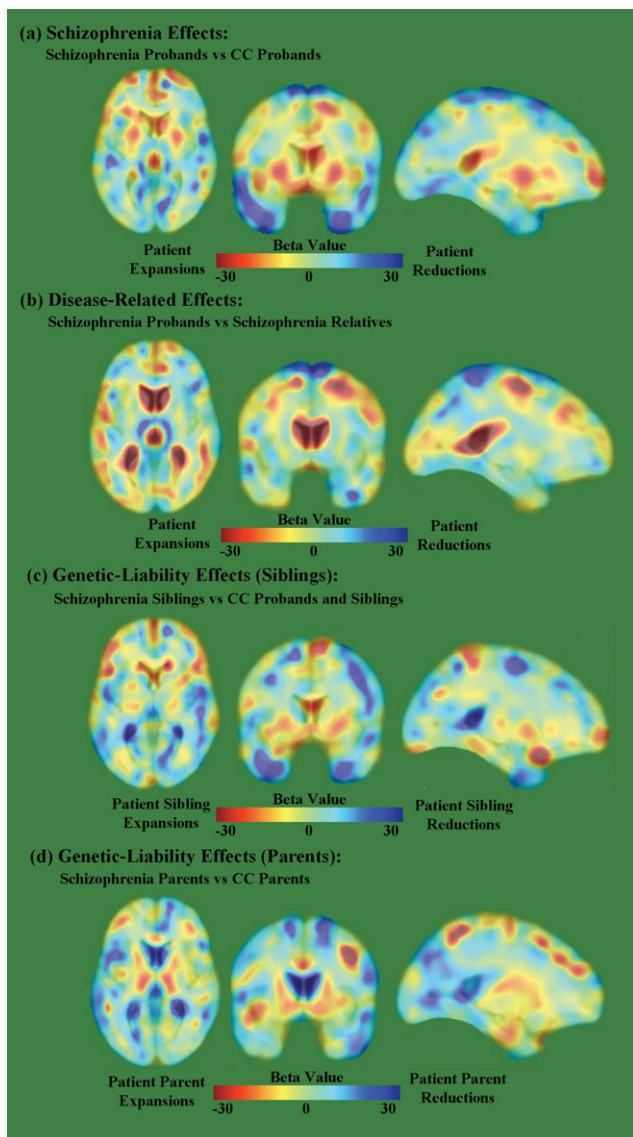 (a) Schizophrenia Effects:
Schizophrenia Probands vs CC Probands
Patient Expansions
Beta Value
-30 0 30
Patient Reductions
(b) Disease-Related Effects:
Schizophrenia Probands vs Schizophrenia Relatives
Patient Expansions
Beta Value
-30 0 30
Patient Reductions
(c) Genetic-Liability Effects (Siblings):
Schizophrenia Siblings vs CC Probands and Siblings
Patient Sibling Expansions
Beta Value
-30 0 30
Patient Sibling Reductions
(d) Genetic-Liability Effects (Parents):
Schizophrenia Parents vs CC Parents
Patient Parent Expansions
Beta Value
-30 0 30
Patient Parent Reductions